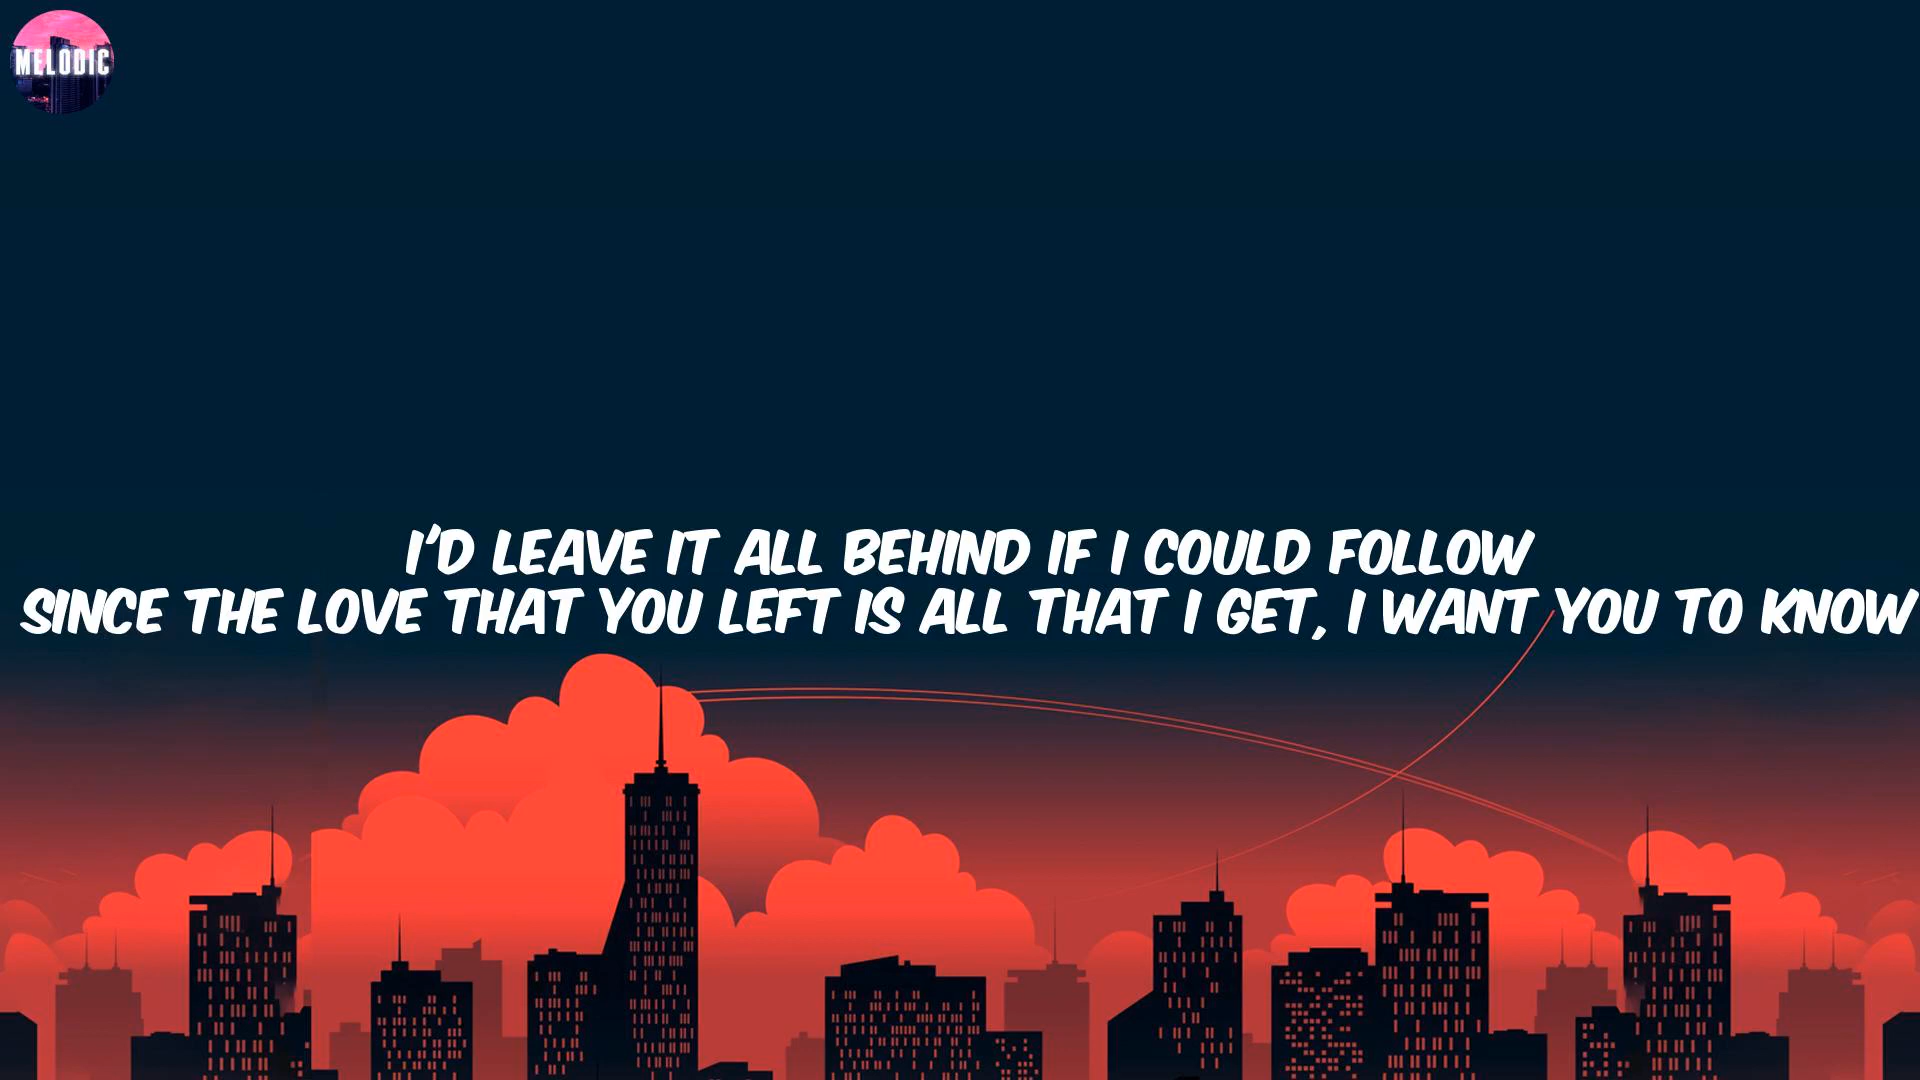 MELODIC
I'D LEAVE IT ALL BEHIND IF I COULD FOLLOW
SINCE THE LOVE THAT YOU LEFT IS ALL THAT I GET, I WANT YOU TO KNOW